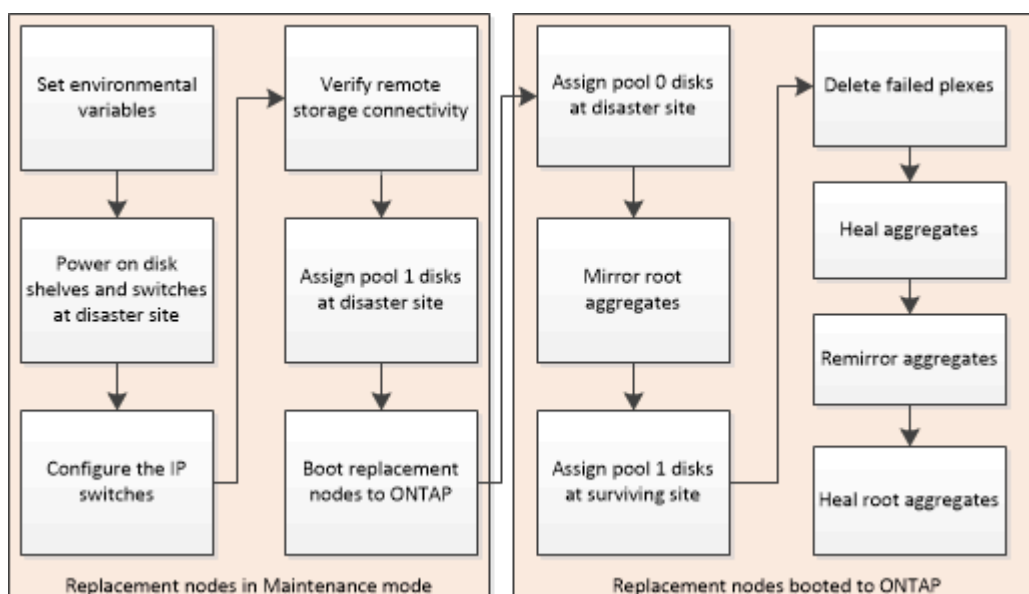 Set environmental
variables
Power on disk
shelves and switches
at disaster site
Configure the IP
switches
Verify remote
storage connectivity
Assign pool 1 disks
at disaster site
Boot replacement
nodes to ONTAP
Replacement nodes in Maintenance mode
Assign pool 0 disks
at disaster site
Mirror root
aggregates
Assign pool 1 disks
at surviving site
Delete failed plexes
Heal aggregates
Remirror aggregates
Heal root aggregates
Replacement nodes booted to ONTAP